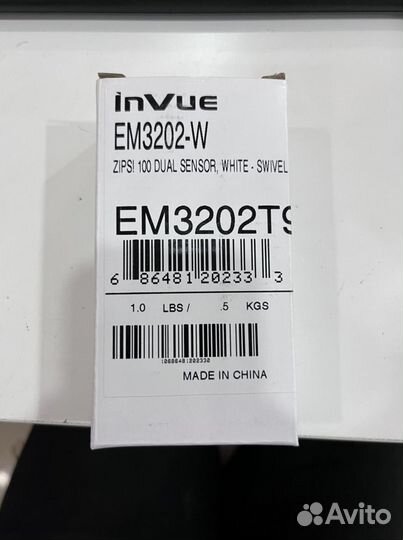 inVue
EM3202-W
ZIPS! 100 DUAL SENSOR, WHITE - SWIVEL
EM3202T9
6 86481 20233 3
1.0 LBS / .5 KGS
MADE IN CHINA
Avito